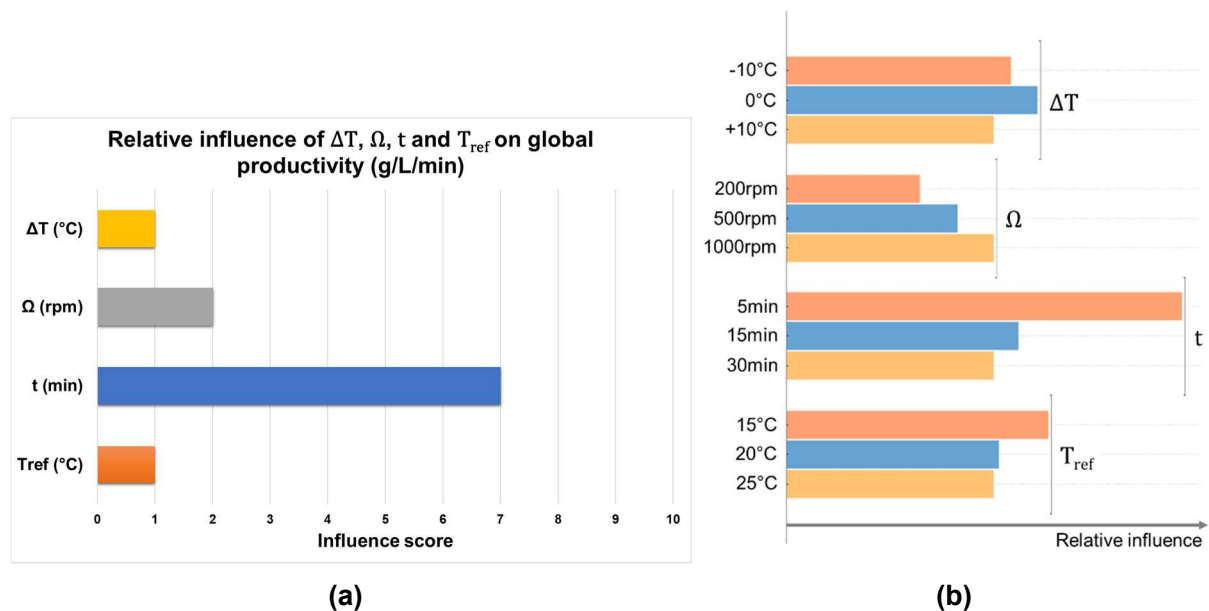 Relative influence of ΔT, Ω, t and T_ref on global
productivity (g/L/min)
ΔT (°C)
Ω (rpm)
t (min)
Tref (°C)
0 1 2 3 4 5 6 7 8 9 10
Influence score
(a)
-10°C
0°C
+10°C
ΔT
200rpm
500rpm
1000rpm
Ω
5min
15min
30min
t
15°C
20°C
25°C
T_ref
Relative influence
(b)